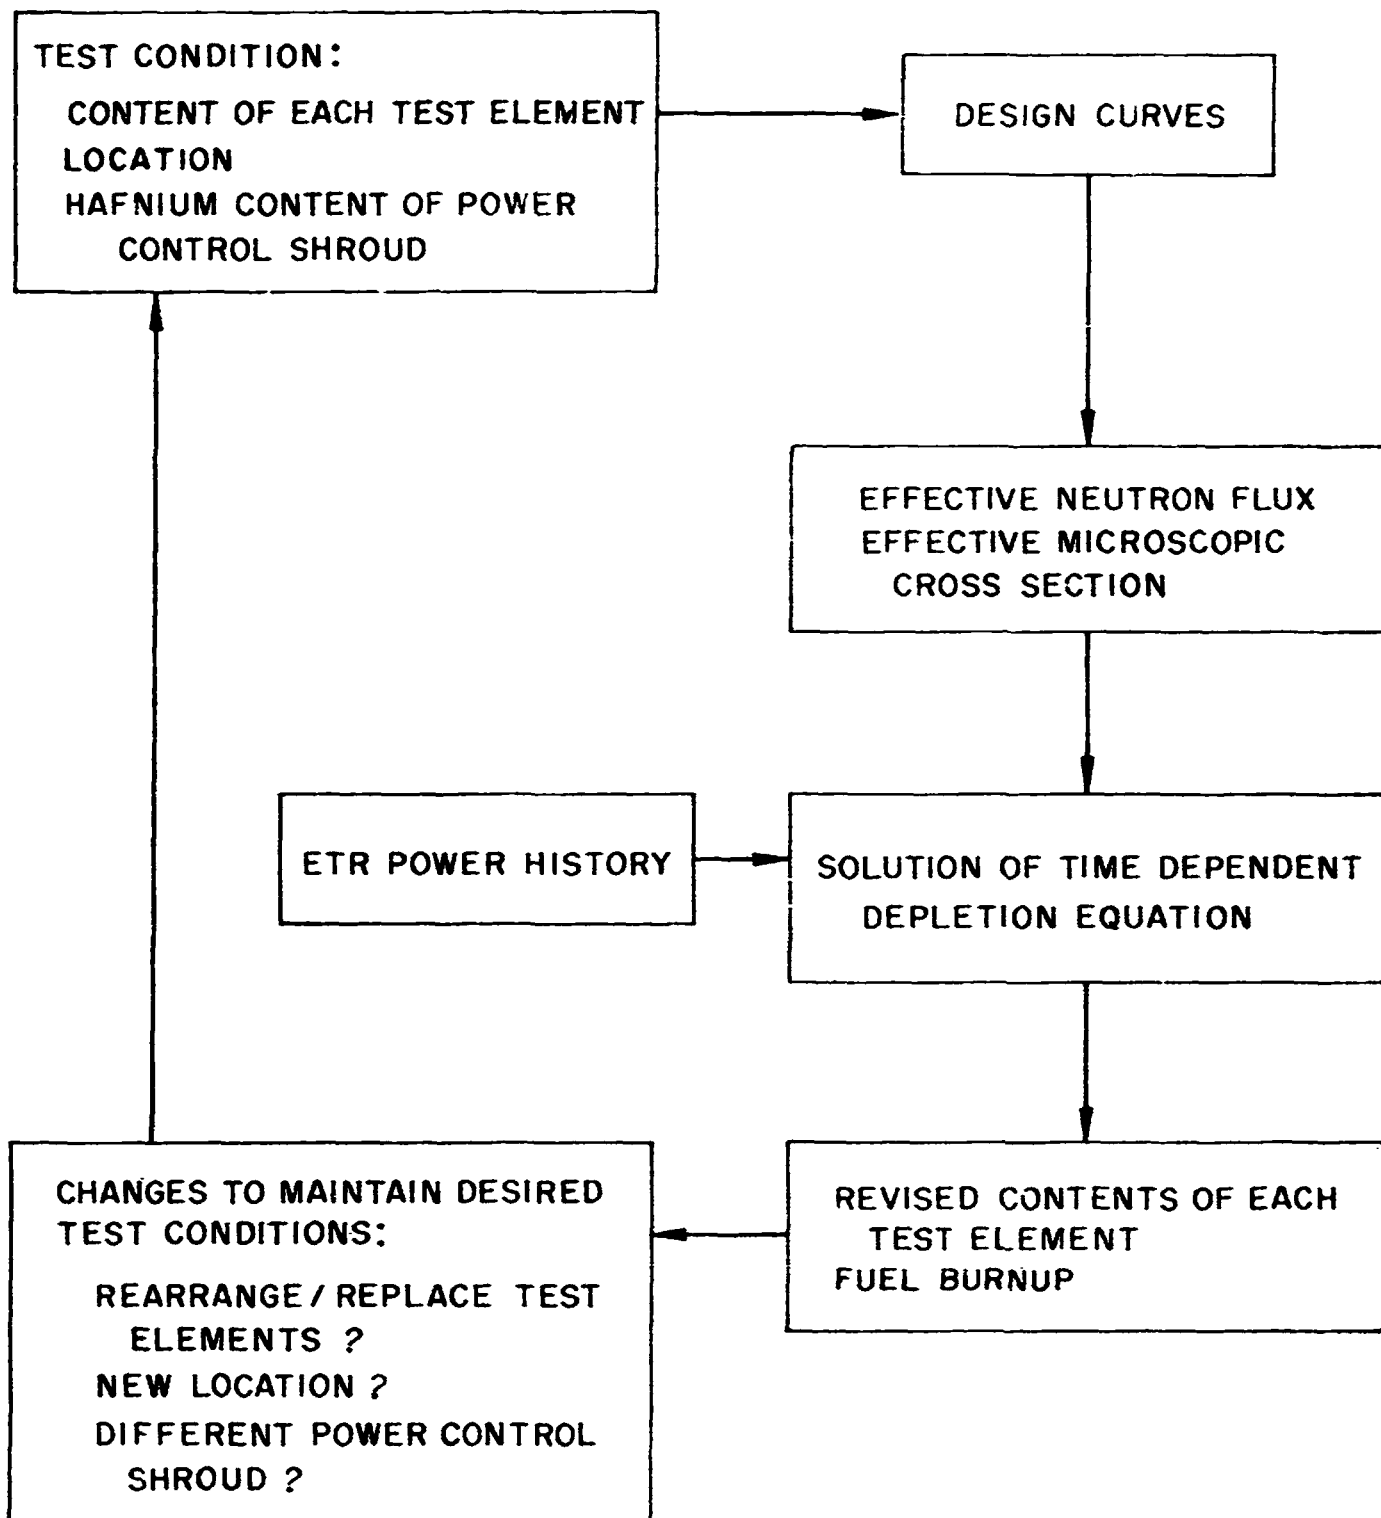 TEST CONDITION:
CONTENT OF EACH TEST ELEMENT
LOCATION
HAFNIUM CONTENT OF POWER
CONTROL SHROUD
DESIGN CURVES
EFFECTIVE NEUTRON FLUX
EFFECTIVE MICROSCOPIC
CROSS SECTION
ETR POWER HISTORY
SOLUTION OF TIME DEPENDENT
DEPLETION EQUATION
REVISED CONTENTS OF EACH
TEST ELEMENT
FUEL BURNUP
CHANGES TO MAINTAIN DESIRED
TEST CONDITIONS:
REARRANGE / REPLACE TEST
ELEMENTS ?
NEW LOCATION ?
DIFFERENT POWER CONTROL
SHROUD ?